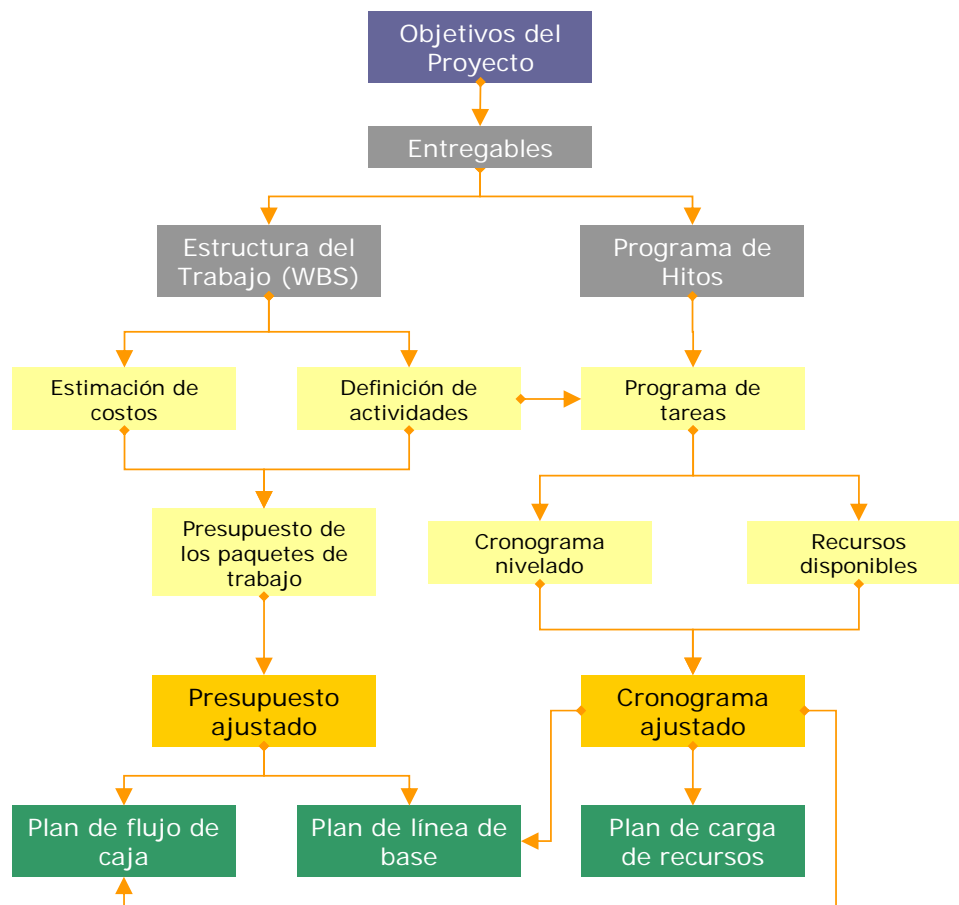 Objetivos del
Proyecto
Entregables
Estructura del
Trabajo (WBS)
Programa de
Hitos
Estimación de
costos
Definición de
actividades
Programa de
tareas
Presupuesto de
los paquetes de
trabajo
Cronograma
nivelado
Recursos
disponibles
Presupuesto
ajustado
Cronograma
ajustado
Plan de flujo de
caja
Plan de línea de
base
Plan de carga
de recursos